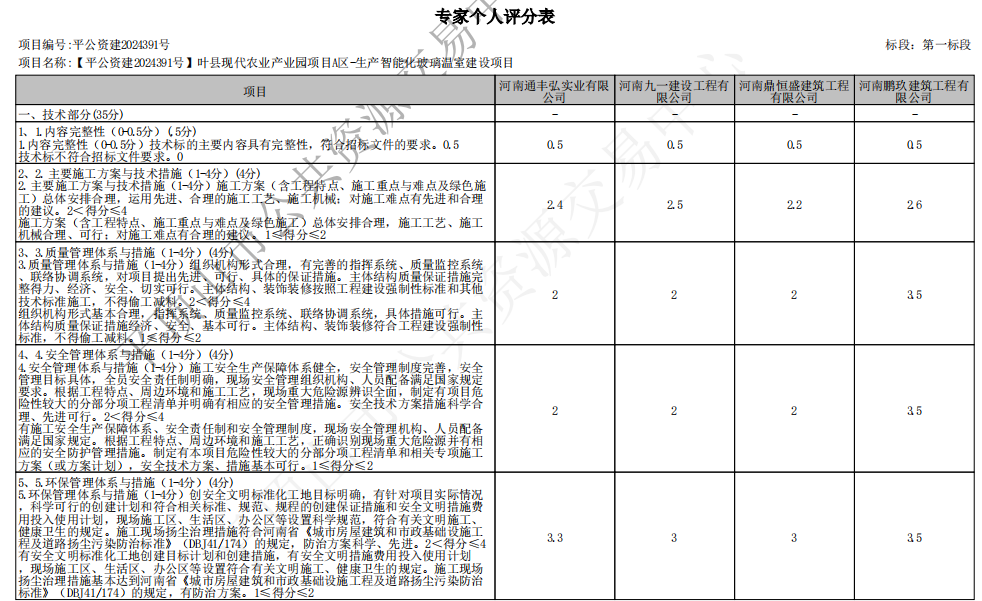 专家个人评分表
项目编号:平公资建2024391号
标段: 第一标段
项目名称:【平公资建2024391号】叶县现代农业产业园项目A区-生产智能化玻璃温室建设项目
项目
河南通丰弘实业有限
公司
河南九一建设工程有
限公司
河南鼎恒盛建筑工程
有限公司
河南鹏玖建筑工程有
限公司
一、技术部分(35分)
－ － － －
1、1.内容完整性（0-0.5分）(.5分)
1.内容完整性（0-0.5分）技术标的主要内容具有完整性，符合招标文件的要求。0.5
技术标不符合招标文件要求。0
0.5 0.5 0.5 0.5
2、2.主要施工方案与技术措施（1-4分）(4分)
2.主要施工方案与技术措施（1-4分）施工方案（含工程特点、施工重点与难点及绿色施
工）总体安排合理，运用先进、合理的施工工艺、施工机械；对施工难点有先进和合理
的建议。2＜得分≤4
施工方案（含工程特点、施工重点与难点及绿色施工）总体安排合理，施工工艺、施工
机械合理、可行；对施工难点有合理的建议。1≤得分≤2
2.4 2.5 2.2 2.6
3、3.质量管理体系与措施（1-4分）(4分)
3.质量管理体系与措施（1-4分）组织机构形式合理，有完善的指挥系统、质量监控系统
、联络协调系统，对项目提出先进、可行、具体的保证措施。主体结构质量保证措施完
整得力、经济、安全、切实可行。主体结构、装饰装修按照工程建设强制性标准和其他
技术标准施工，不得偷工减料。2＜得分≤4
组织机构形式基本合理，指挥系统、质量监控系统、联络协调系统，具体措施可行。主
体结构质量保证措施经济、安全、基本可行。主体结构、装饰装修符合工程建设强制性
标准，不得偷工减料。1≤得分≤2
2 2 2 3.5
4、4.安全管理体系与措施（1-4分）(4分)
4.安全管理体系与措施（1-4分）施工安全生产保障体系健全，安全管理制度完善，安全
管理目标具体，全员安全责任制明确，现场安全管理组织机构、人员配备满足国家规定
要求。根据工程特点、周边环境和施工工艺，现场重大危险源辨识全面，制定有项目危
险性较大的分部分项工程清单并明确有相应的安全管理措施。安全技术方案措施科学合
理、先进可行。2＜得分≤4
有施工安全生产保障体系、安全责任制和安全管理制度，现场安全管理机构、人员配备
满足国家规定。根据工程特点、周边环境和施工工艺，正确识别现场重大危险源并有相
应的安全防护管理措施。制定有本项目危险性较大的分部分项工程清单和相关专项施工
方案（或方案计划），安全技术方案、措施基本可行。1≤得分≤2
2 2 2 3.5
5、5.环保管理体系与措施（1-4分）(4分)
5.环保管理体系与措施（1-4分）创安全文明标准化工地目标明确，有针对项目实际情况
，科学可行的创建计划和符合相关标准、规范、规程的创建保证措施和安全文明措施费
用投入使用计划，现场施工区、生活区、办公区等设置科学规范，符合有关文明施工、
健康卫生的规定。施工现场扬尘治理措施符合河南省《城市房屋建筑和市政基础设施工
程及道路扬尘污染防治标准》（DBJ41/174）的规定，防治方案科学、先进。2＜得分≤4
有安全文明标准化工地创建目标计划和创建措施，有安全文明措施费用投入使用计划
，现场施工区、生活区、办公区等设置符合有关文明施工、健康卫生的规定。施工现场
扬尘治理措施基本达到河南省《城市房屋建筑和市政基础设施工程及道路扬尘污染防治
标准》（DBJ41/174）的规定，有防治方案。1≤得分≤2
3.3 3 3 3.5